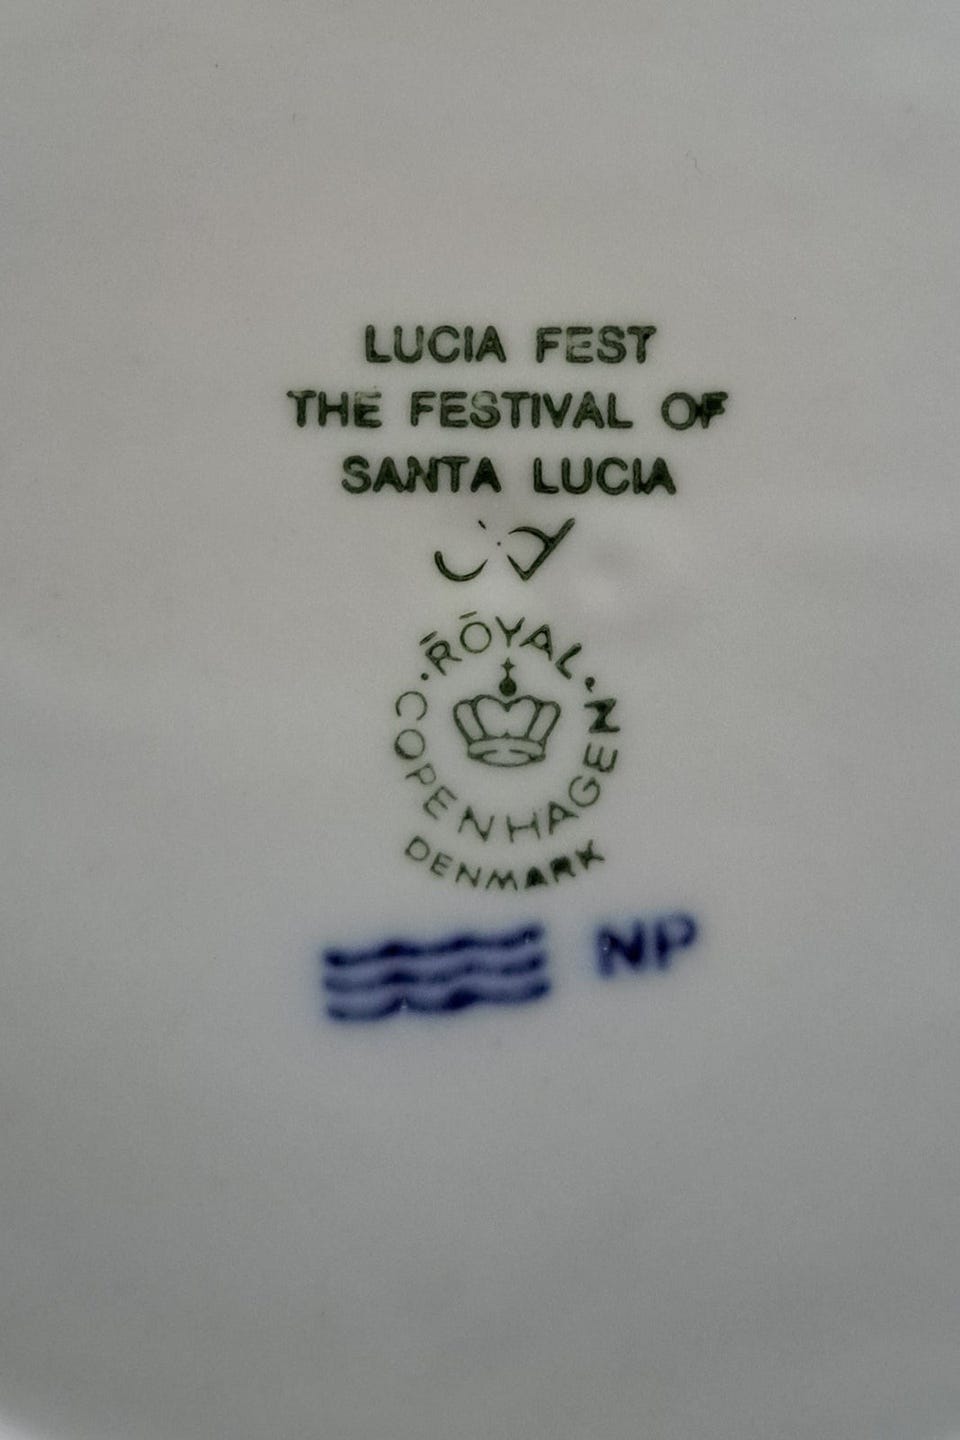 LUCIA FEST
THE FESTIVAL OF
SANTA LUCIA
ROYAL
COPENHAGEN
DENMARK
NP